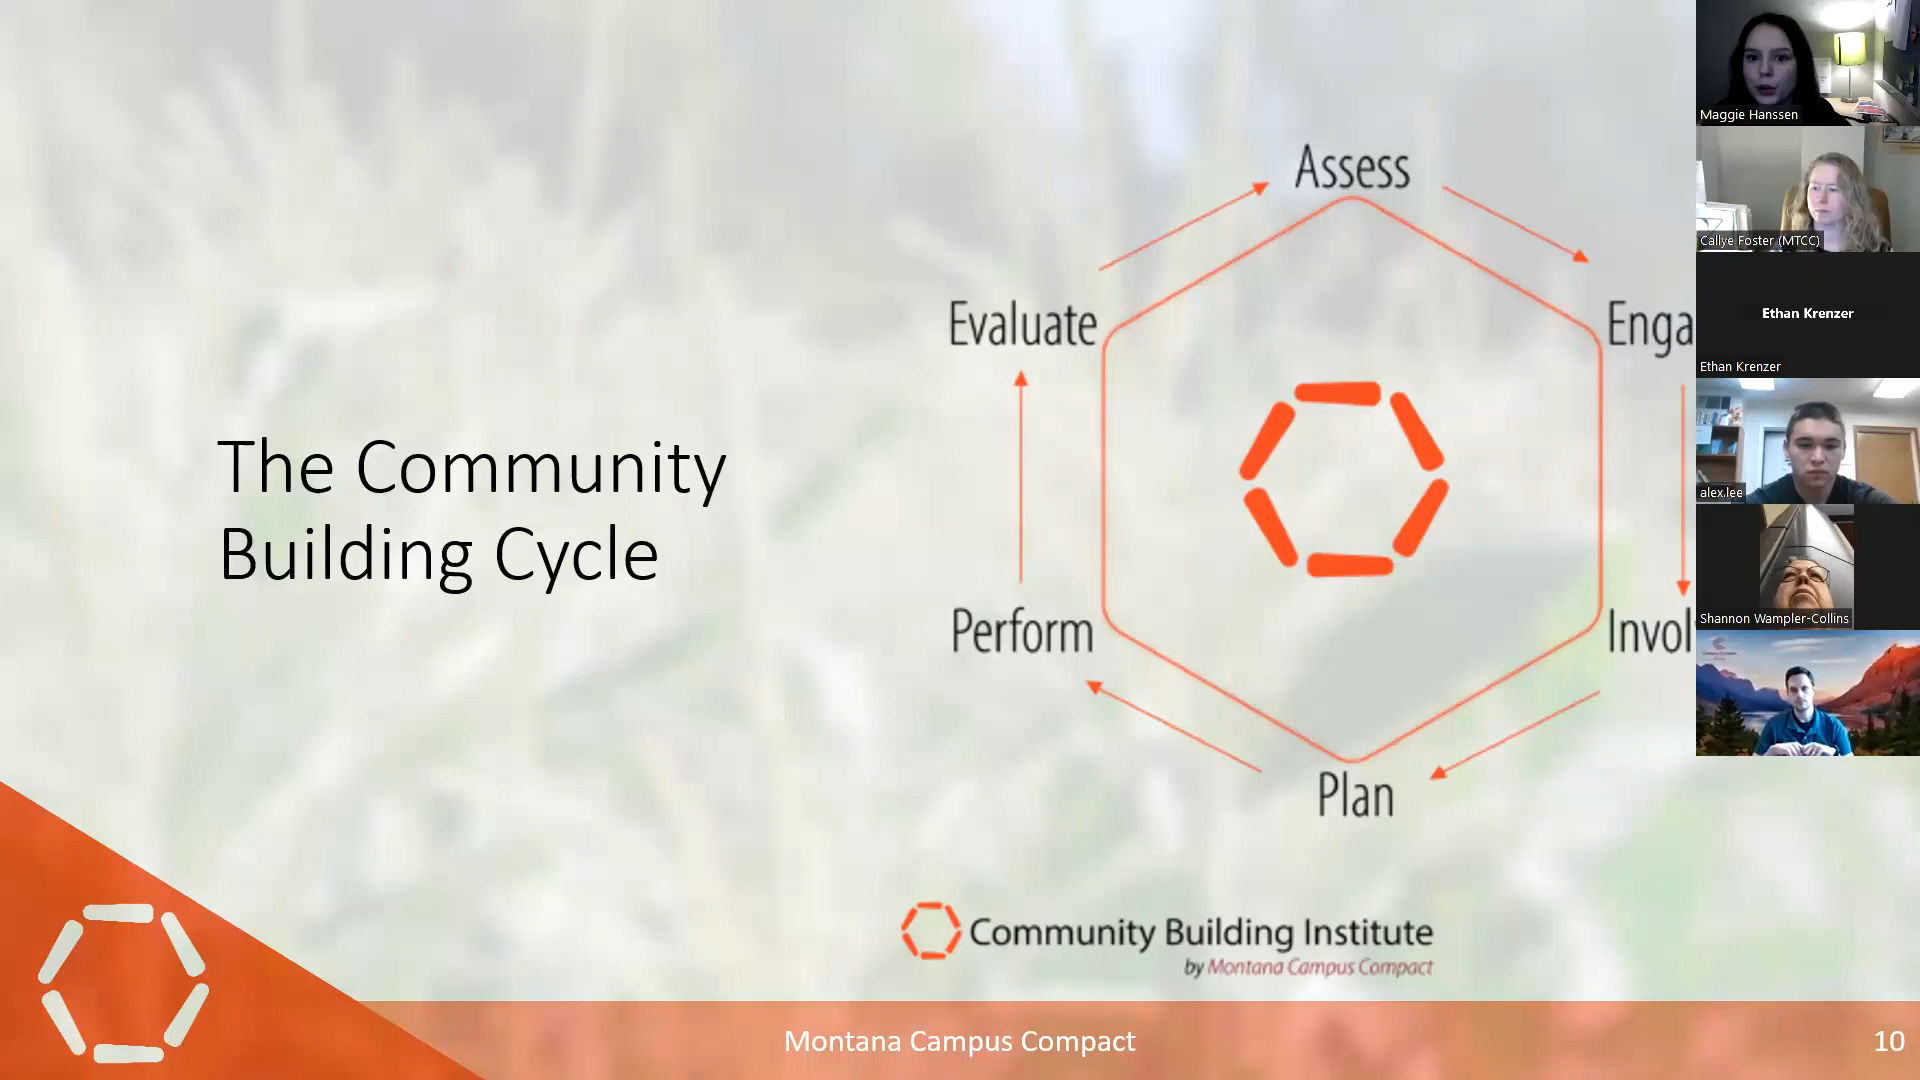 The Community
Building Cycle
Assess
Evaluate
Enga
Perform
Invol
Plan
Community Building Institute
by Montana Campus Compact
Montana Campus Compact
10
Maggie Hanssen
Callye Foster (MTCC)
Ethan Krenzer
Ethan Krenzer
alex.lee
Shannon Wampler-Collins